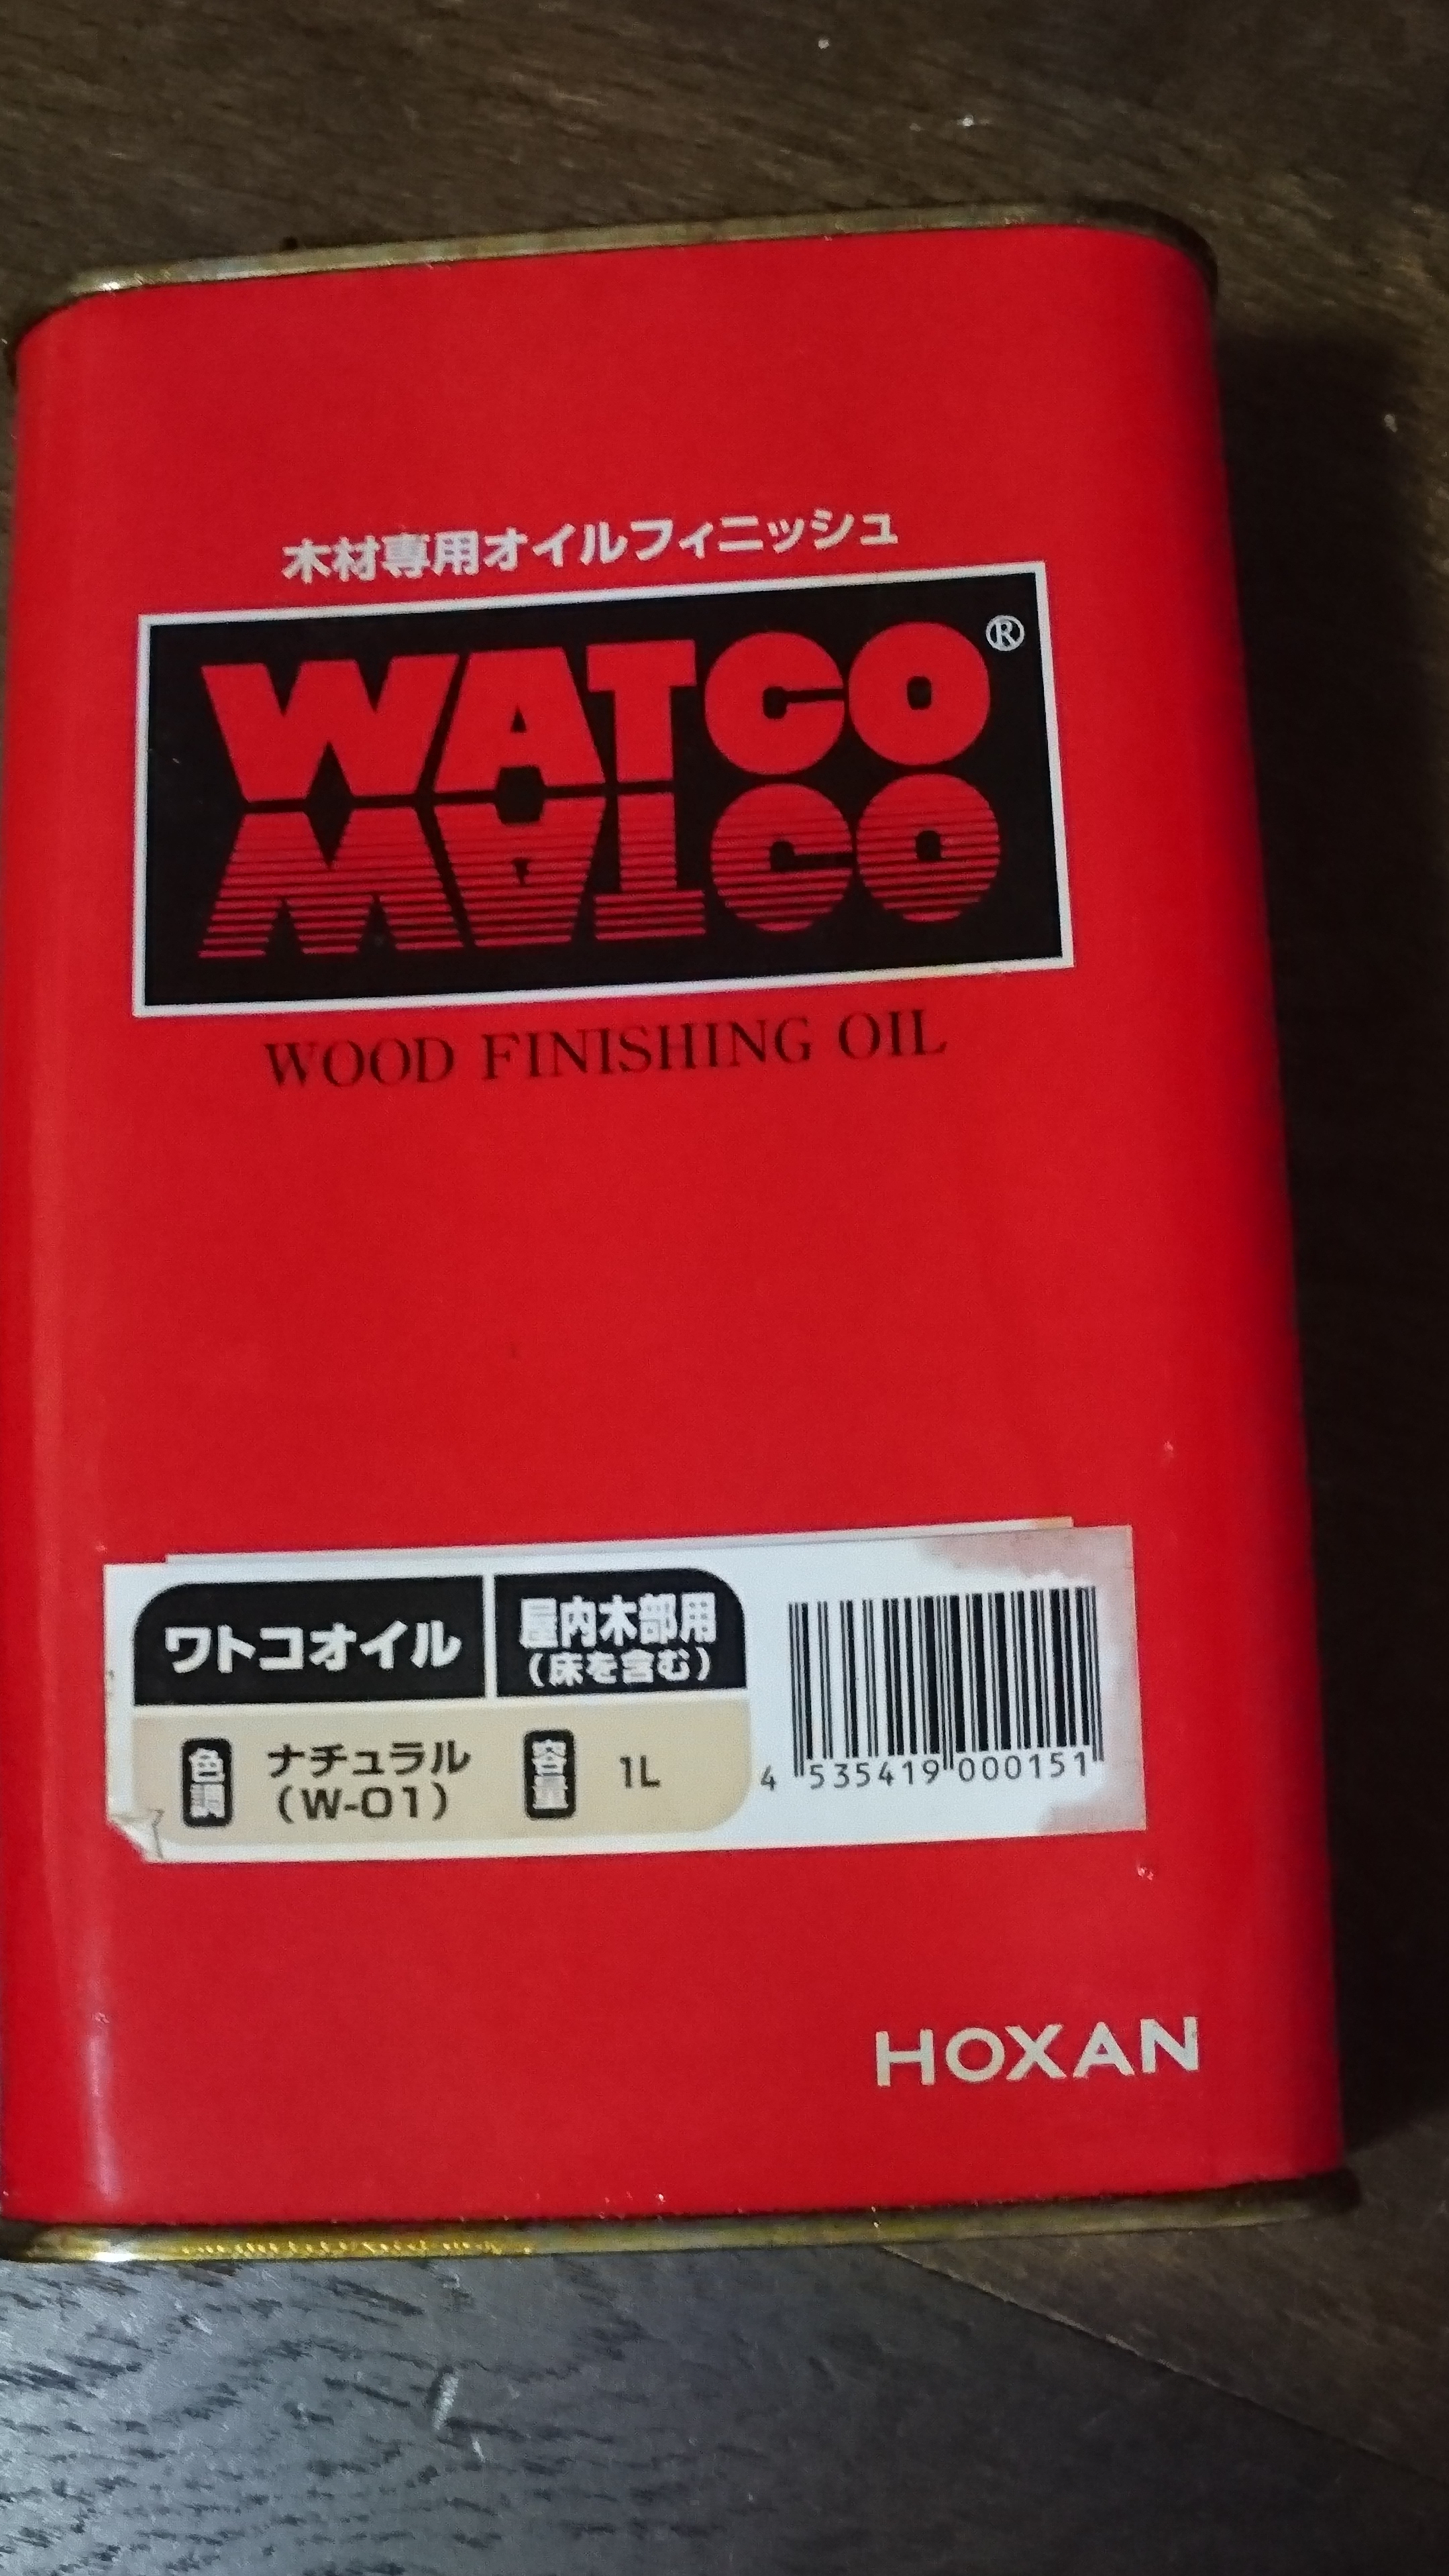 木材専用オイルフィニッシュ
WATCO®
WATCO
WOOD FINISHING OIL
ワトコオイル
屋内木部用
(床を含む)
色調
ナチュラル
(W-01)
容量
1L
4 535419 000151
HOXAN